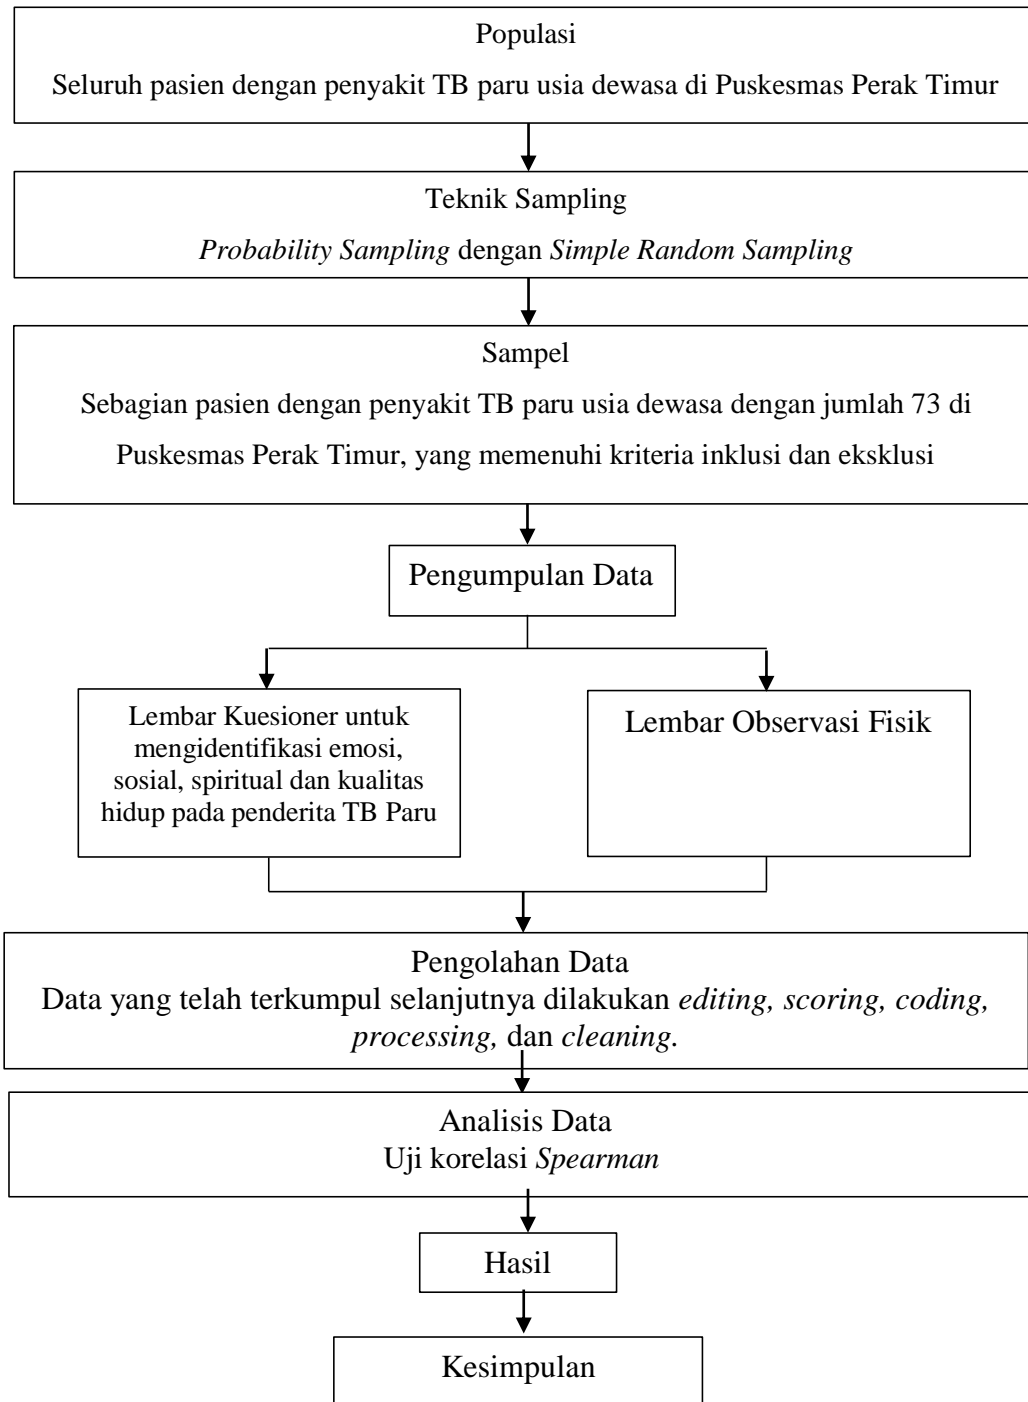 Populasi
Seluruh pasien dengan penyakit TB paru usia dewasa di Puskesmas Perak Timur
Teknik Sampling
Probability Sampling dengan Simple Random Sampling
Sampel
Sebagian pasien dengan penyakit TB paru usia dewasa dengan jumlah 73 di
Puskesmas Perak Timur, yang memenuhi kriteria inklusi dan eksklusi
Pengumpulan Data
Lembar Kuesioner untuk
mengidentifikasi emosi,
sosial, spiritual dan kualitas
hidup pada penderita TB Paru
Lembar Observasi Fisik
Pengolahan Data
Data yang telah terkumpul selanjutnya dilakukan editing, scoring, coding,
processing, dan cleaning.
Analisis Data
Uji korelasi Spearman
Hasil
Kesimpulan